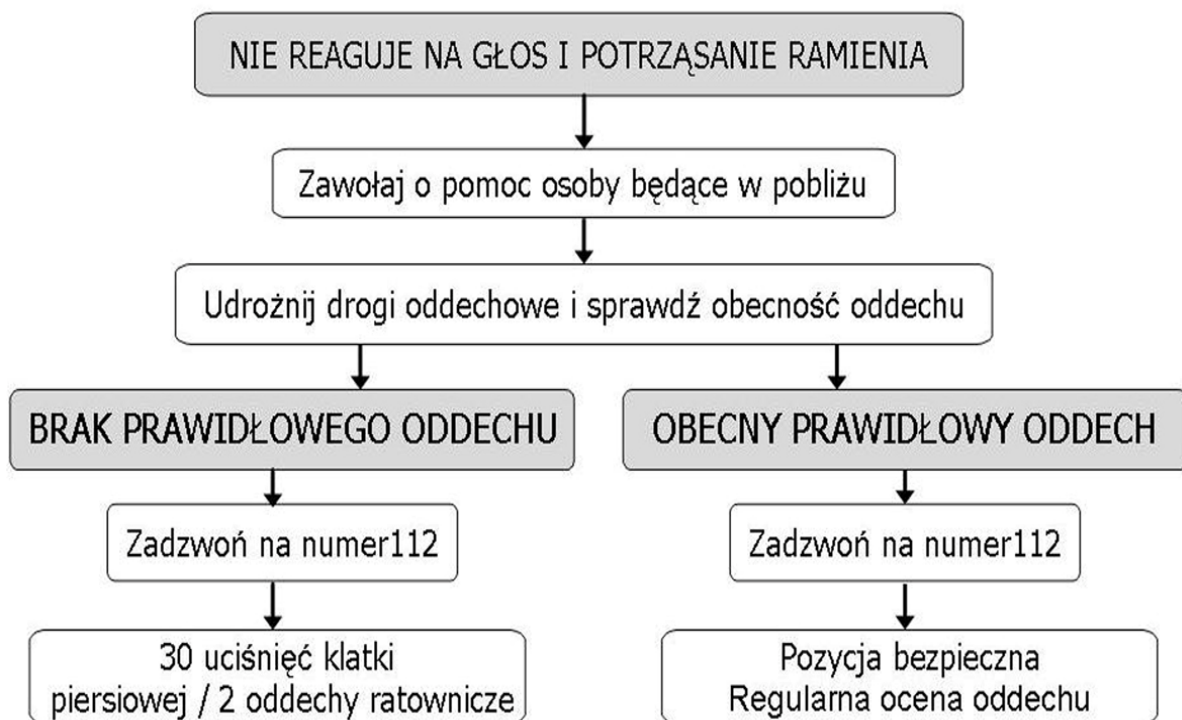 NIE REAGUJE NA GŁOS I POTRZĄSANIE RAMIENIA
Zawołaj o pomoc osoby będące w pobliżu
Udrożnij drogi oddechowe i sprawdź obecność oddechu
BRAK PRAWIDŁOWEGO ODDECHU
OBECNY PRAWIDŁOWY ODDECH
Zadzwoń na numer112
Zadzwoń na numer112
30 uciśnięć klatki
piersiowej / 2 oddechy ratownicze
Pozycja bezpieczna
Regularna ocena oddechu